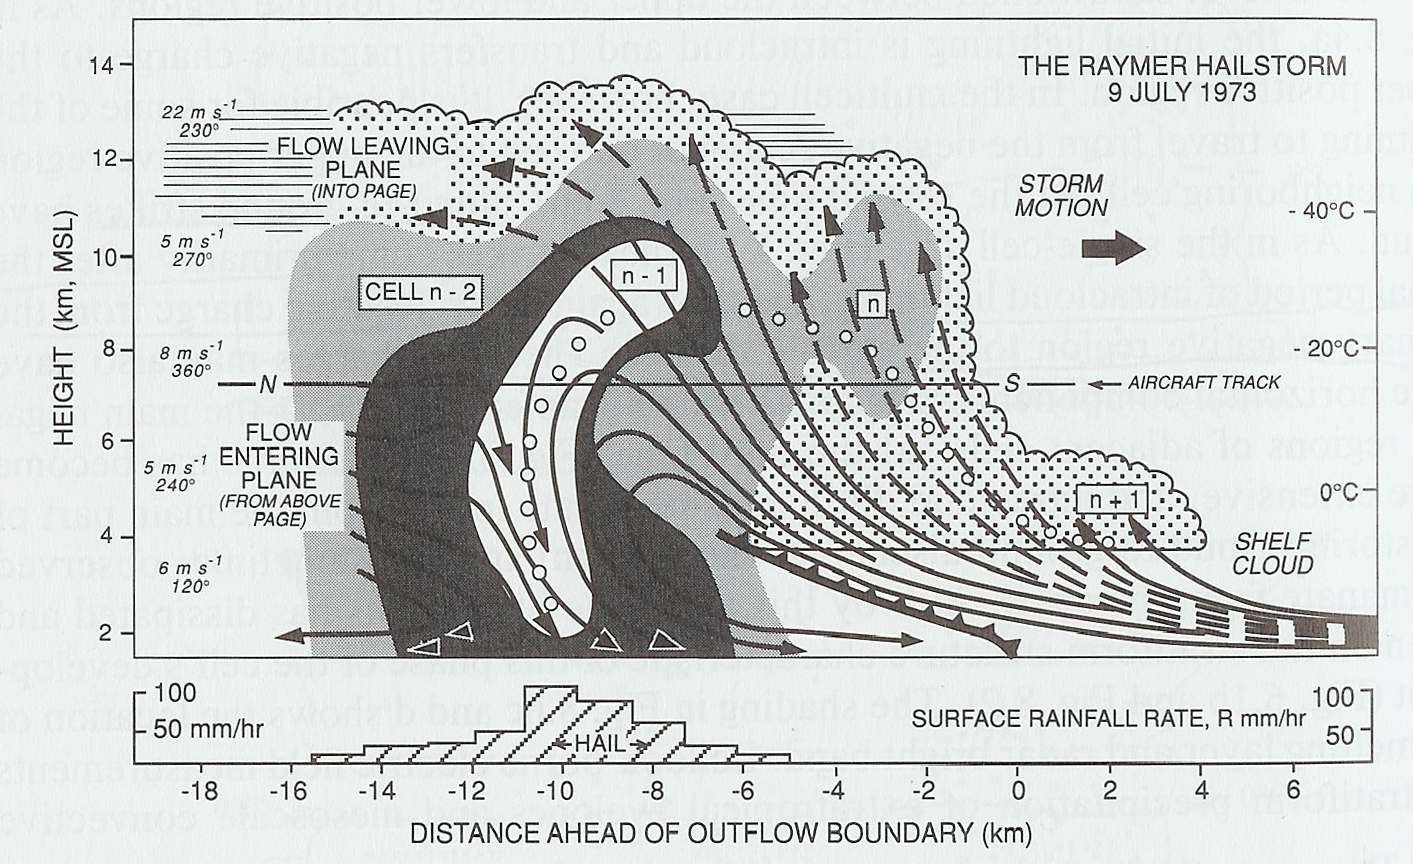 THE RAYMER HAILSTORM
9 JULY 1973
14
12
10
8
6
4
2
HEIGHT (km, MSL)
22 m s-1
230°
FLOW LEAVING
PLANE
(INTO PAGE)
5 m s-1
270°
8 m s-1
360°
N
FLOW
ENTERING
PLANE
(FROM ABOVE
PAGE)
5 m s-1
240°
6 m s-1
120°
CELL n - 2
n - 1
n
n +
STORM
MOTION
- 40°C
20°C
0°C
S
AIRCRAFT TRACK
SHELF
CLOUD
100
50 mm/hr
HAIL
SURFACE RAINFALL RATE, R mm/hr
100
50
-18 -16 -14 -12 -10 -8 -6 -4 -2 0 2 4 6
DISTANCE AHEAD OF OUTFLOW BOUNDARY (km)